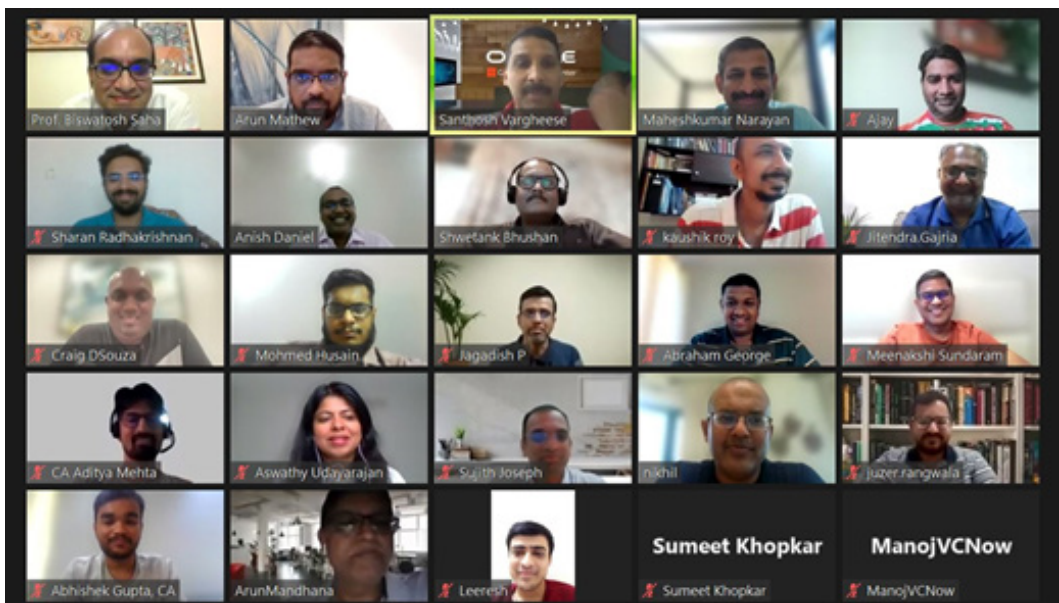 Prof. Biswatosh Saha
Arun Mathew
Santhosh Vargheese
Maheshkumar Narayan
Ajay
Sharan Radhakrishnan
Anish Daniel
Shwetank Bhushan
kaushik roy
Jitendra.Gajria
Craig DSouza
Mohmed Husain
Jagadish P
Abraham George
Meenakshi Sundaram
CA Aditya Mehta
Aswathy Udayarajan
Sujith Joseph
nikhil
juzer.rangwala
Abhishek Gupta, CA
ArunMandhana
Leeresh
Sumeet Khopkar
Sumeet Khopkar
ManojVCNow
ManojVCNow